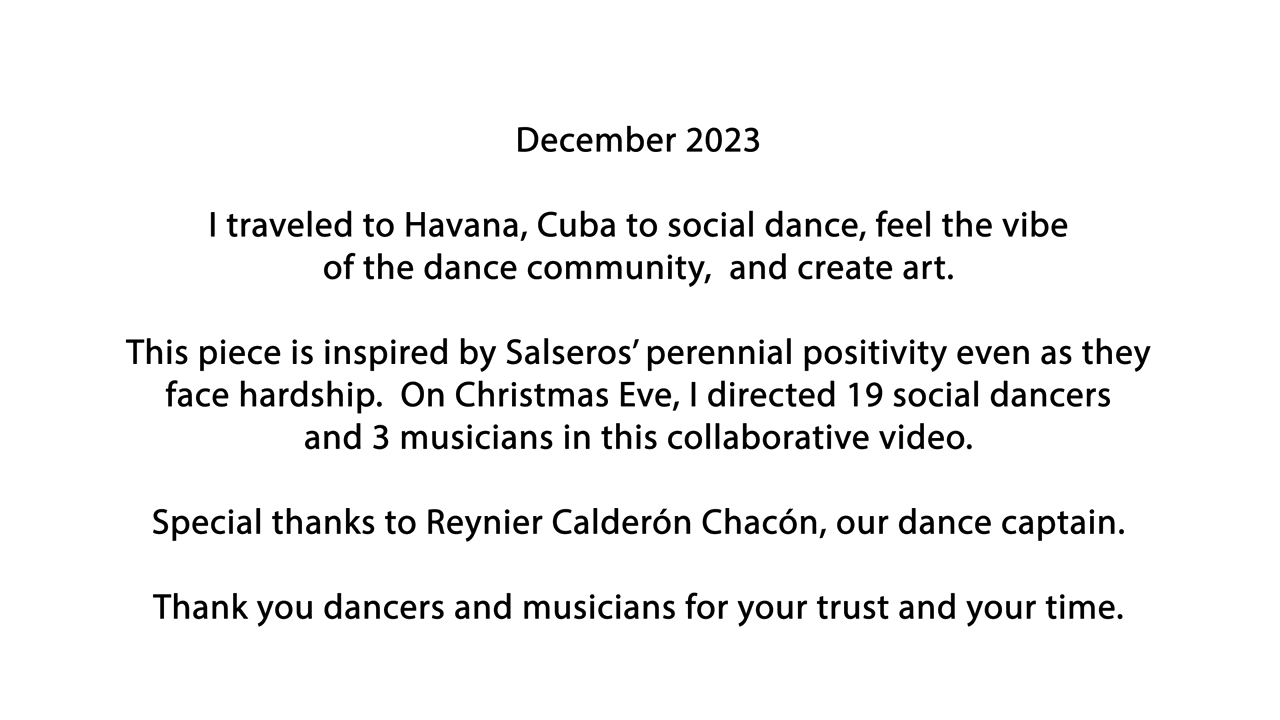 December 2023
I traveled to Havana, Cuba to social dance, feel the vibe
of the dance community,  and create art.
This piece is inspired by Salseros’ perennial positivity even as they
face hardship.  On Christmas Eve, I directed 19 social dancers
and 3 musicians in this collaborative video.
Special thanks to Reynier Calderón Chacón, our dance captain.
Thank you dancers and musicians for your trust and your time.